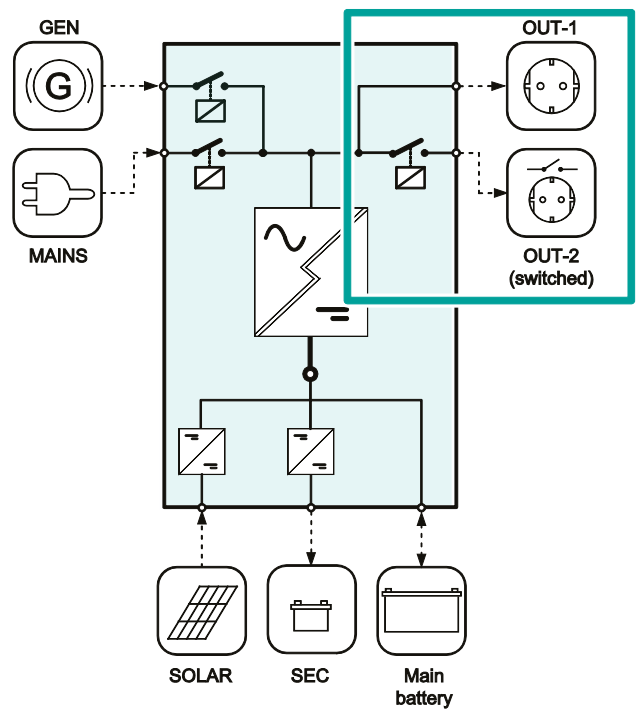 GEN
OUT-1
G
MAINS
OUT-2
(switched)
SOLAR
SEC
Main
battery